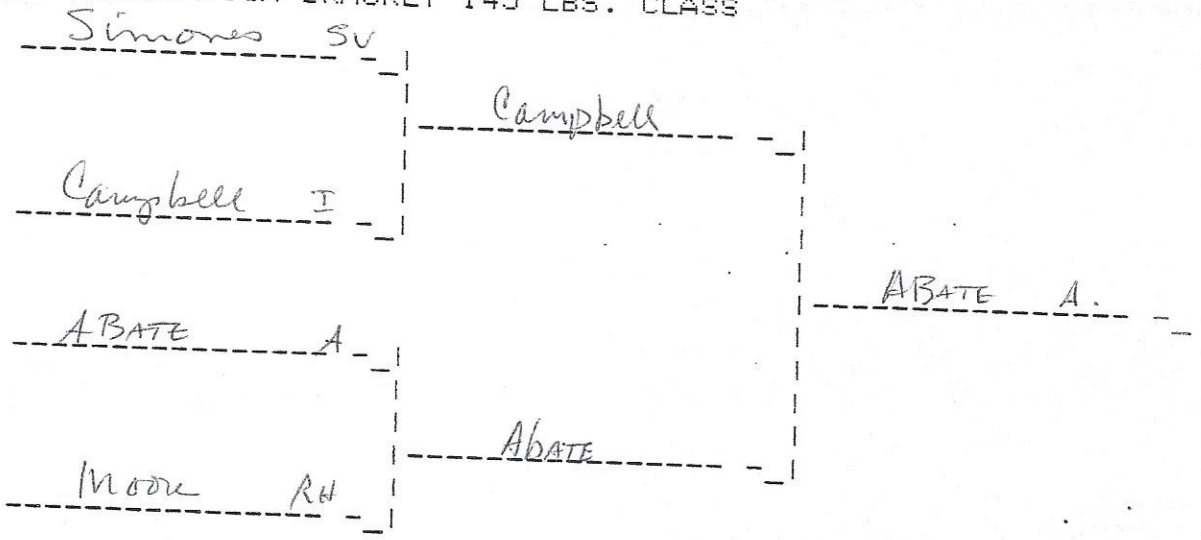 BRACKET 145 LBS. CLASS
Simones SV
Campbell
Campbell I
ABATE A.
ABATE A
AbATE
Moore RH